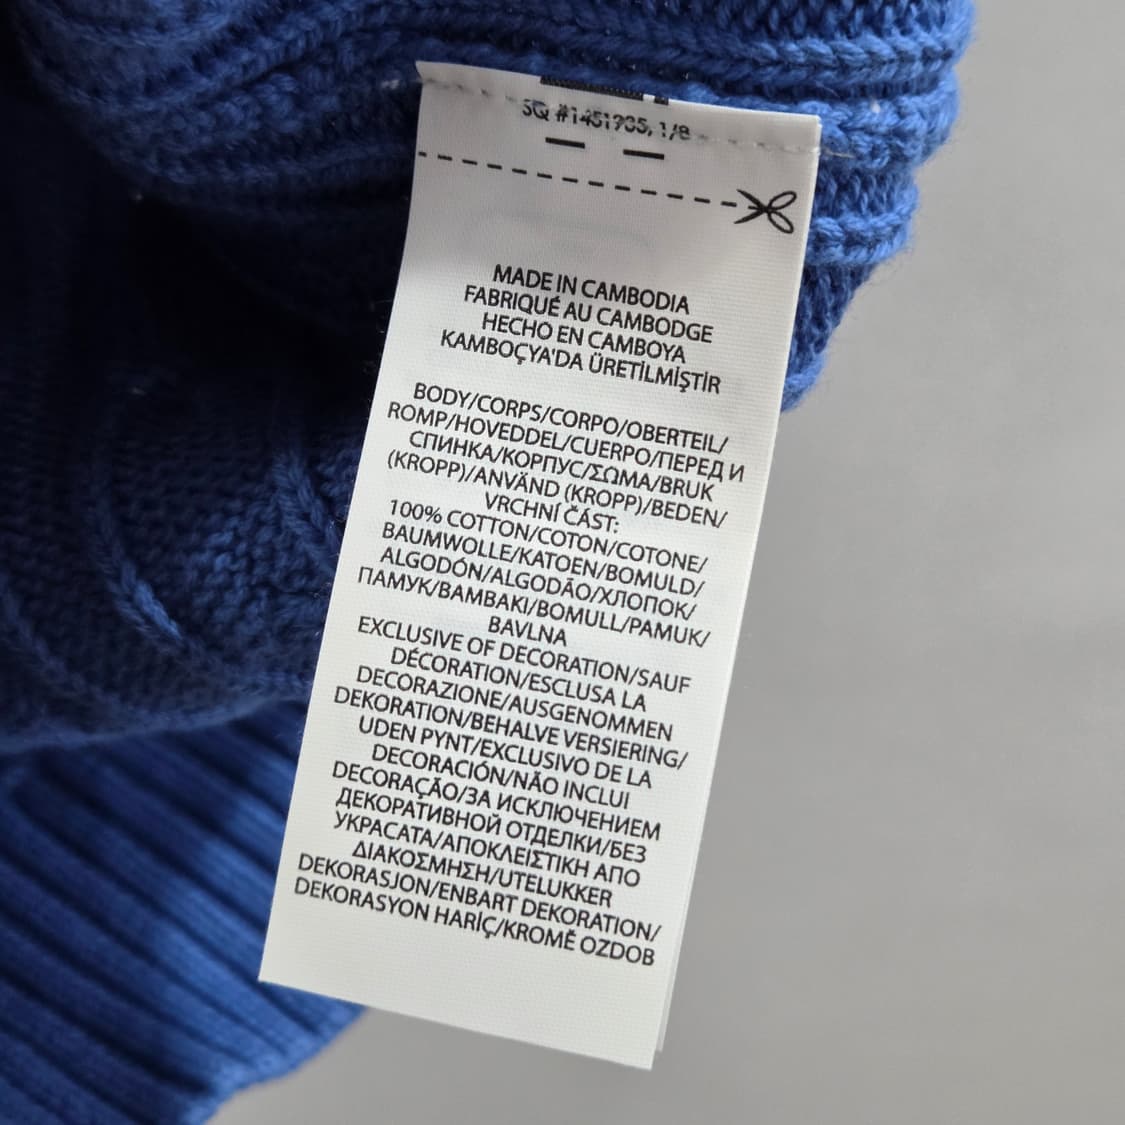 SQ #1451935, 1/8
MADE IN CAMBODIA
FABRIQUÉ AU CAMBODGE
HECHO EN CAMBOYA
KAMBOÇYA'DA ÜRETİLMİŞTİR
BODY/CORPS/CORPO/OBERTEIL/
ROMP/HOVEDDEL/CUERPO/ПЕРЕД И
СПИНКА/КОРПУС/ΣΩΜΑ/BRUK
(KROPP)/ANVÄND (KROPP)/BEDEN/
VRCHNÍ ČÁST:
100% COTTON/COTON/COTONE/
BAUMWOLLE/KATOEN/BOMULD/
ALGODÓN/ALGODÃO/ХЛОПОК/
ПАМУК/ΒΑΜΒΑΚΙ/BOMULL/PAMUK/
BAVLNA
EXCLUSIVE OF DECORATION/SAUF
DÉCORATION/ESCLUSA LA
DECORAZIONE/AUSGENOMMEN
DEKORATION/BEHALVE VERSIERING/
UDEN PYNT/EXCLUSIVO DE LA
DECORACIÓN/NÃO INCLUI
DECORAÇÃO/ЗА ИСКЛЮЧЕНИЕМ
ДЕКОРАТИВНОЙ ОТДЕЛКИ/БЕЗ
УКРАСАТА/ΑΠΟΚΛΕΙΣΤΙΚΗ ΑΠΟ
ΔΙΑΚΟΣΜΗΣΗ/UTELUKKER
DEKORASJON/ENBART DEKORATION/
DEKORASYON HARİÇ/KROMĚ OZDOB